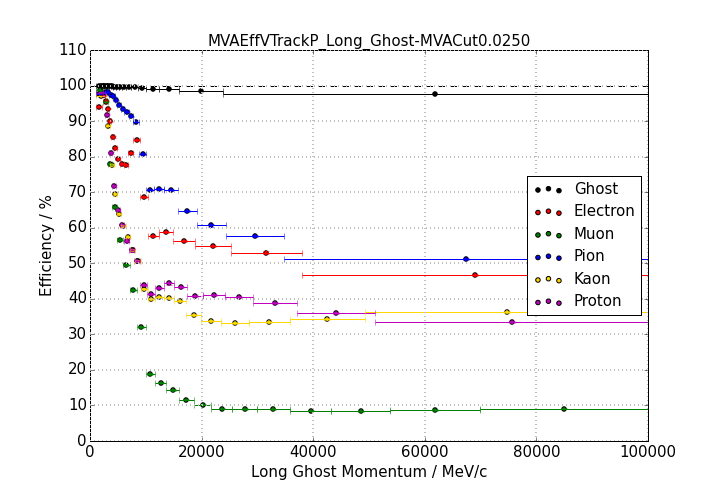 MVAEffVTrackP_Long_Ghost-MVACut0.0250
110
100
90
80
70
60
50
40
30
20
10
0
Efficiency / %
Ghost
Electron
Muon
Pion
Kaon
Proton
0 20000 40000 60000 80000 100000
Long Ghost Momentum / MeV/c